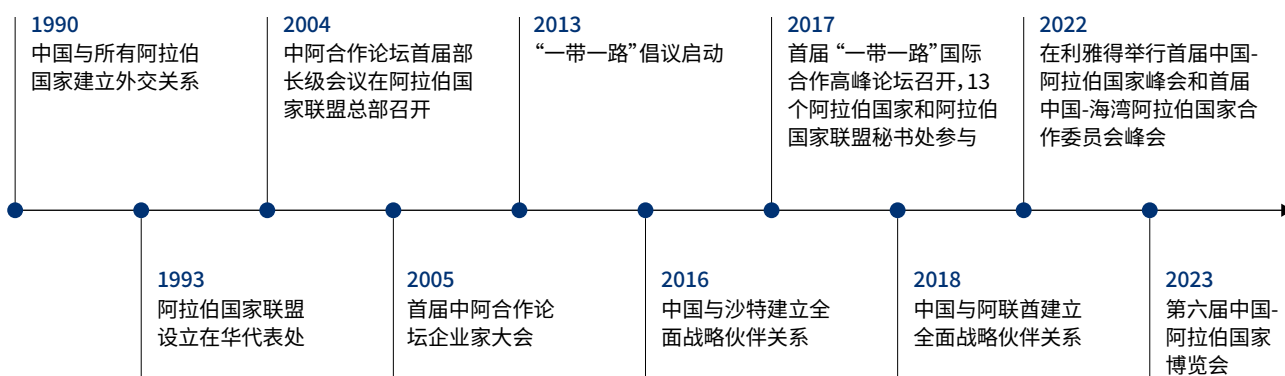 1990
中国与所有阿拉伯
国家建立外交关系
2004
中阿合作论坛首届部
长级会议在阿拉伯国
家联盟总部召开
2013
“一带一路”倡议启动
2017
首届 “一带一路”国际
合作高峰论坛召开，13
个阿拉伯国家和阿拉伯
国家联盟秘书处参与
2022
在利雅得举行首届中国-
阿拉伯国家峰会和首届
中国-海湾阿拉伯国家合
作委员会峰会
1993
阿拉伯国家联盟
设立在华代表处
2005
首届中阿合作论
坛企业家大会
2016
中国与沙特建立全
面战略伙伴关系
2018
中国与阿联酋建立
全面战略伙伴关系
2023
第六届中国-
阿拉伯国家
博览会